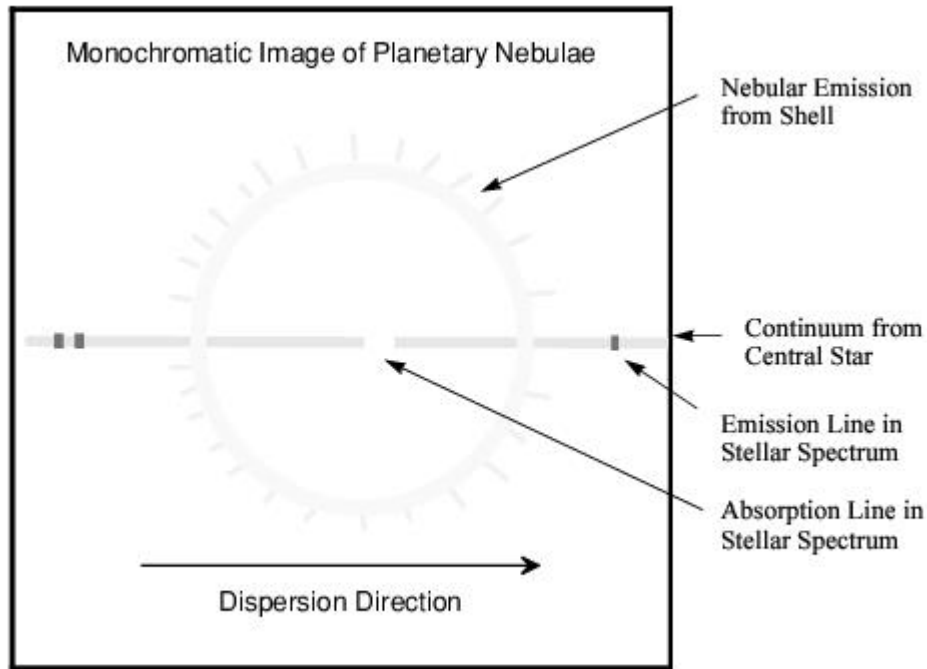 Monochromatic Image of Planetary Nebulae
Nebular Emission
from Shell
Continuum from
Central Star
Emission Line in
Stellar Spectrum
Absorption Line in
Stellar Spectrum
Dispersion Direction